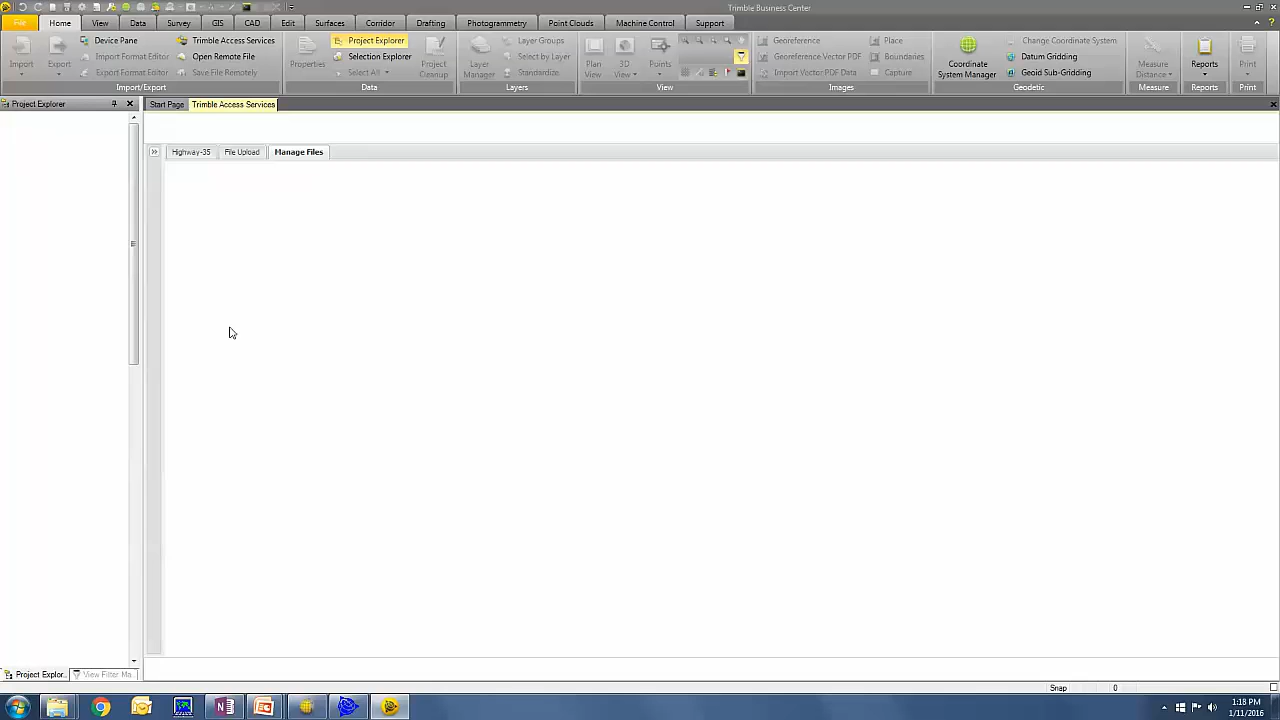 Trimble Business Center
File Home View Data Survey GIS CAD Edit Surfaces Corridor Drafting Photogrammetry Point Clouds Machine Control Support
Import
Export
Device Pane
Import Format Editor
Export Format Editor
Trimble Access Services
Open Remote File
Save File Remotely
Import/Export
Properties
Project Explorer
Selection Explorer
Select All
Project
Cleanup
Data
Layer
Manager
Layer Groups
Select by Layer
Standardize
Layers
Plan
View
3D
View
Points
View
Georeference
Georeference Vector PDF
Import Vector PDF Data
Place
Boundaries
Capture
Images
Coordinate
System Manager
Change Coordinate System
Datum Gridding
Geoid Sub-Gridding
Geodetic
Measure
Distance
Measure
Reports
Reports
Print
Print
Project Explorer
Start Page Trimble Access Services
Highway-35 File Upload Manage Files
Project Explor... View Filter Ma...
Snap 0
1:18 PM
1/11/2016